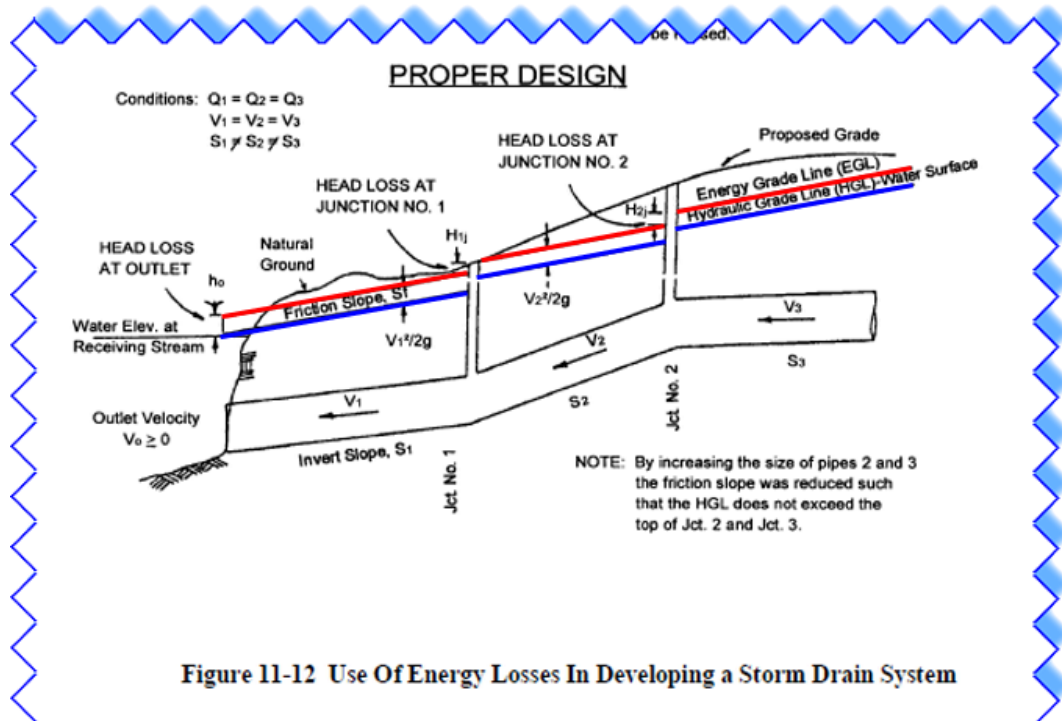 PROPER DESIGN
Conditions: Q1 = Q2 = Q3
V1 = V2 = V3
S1 ≠ S2 ≠ S3
HEAD LOSS AT
JUNCTION NO. 2
Proposed Grade
HEAD LOSS AT
JUNCTION NO. 1
Energy Grade Line (EGL)
Hydraulic Grade Line (HGL)-Water Surface
H2j
H1j
HEAD LOSS
AT OUTLET
Natural
Ground
ho
Friction Slope, Sf
V2²/2g
V1²/2g
Water Elev. at
Receiving Stream
V3
V2
S3
S2
V1
Outlet Velocity
Vo ≥ 0
Invert Slope, S1
Jct. No. 1
Jct. No. 2
NOTE: By increasing the size of pipes 2 and 3
the friction slope was reduced such
that the HGL does not exceed the
top of Jct. 2 and Jct. 3.
Figure 11-12 Use Of Energy Losses In Developing a Storm Drain System